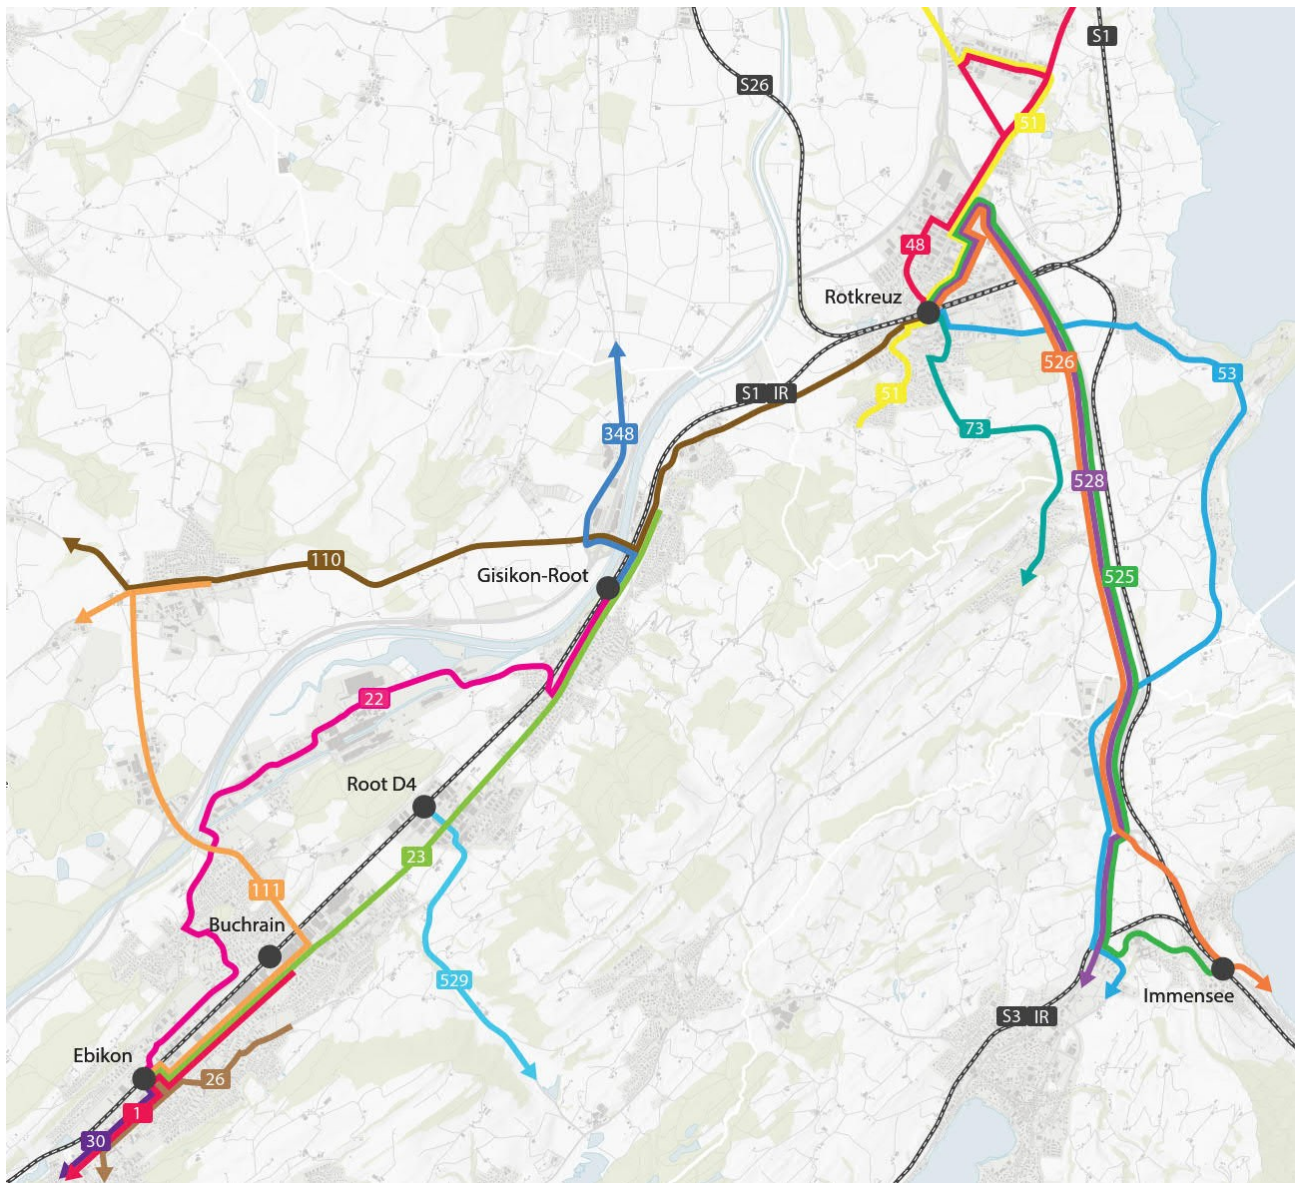 S1
S26
51
48
Rotkreuz
526
53
S1 IR
51
73
348
528
110
Gisikon-Root
525
22
Root D4
23
111
Buchrain
529
Immensee
S3 IR
Ebikon
26
1
30